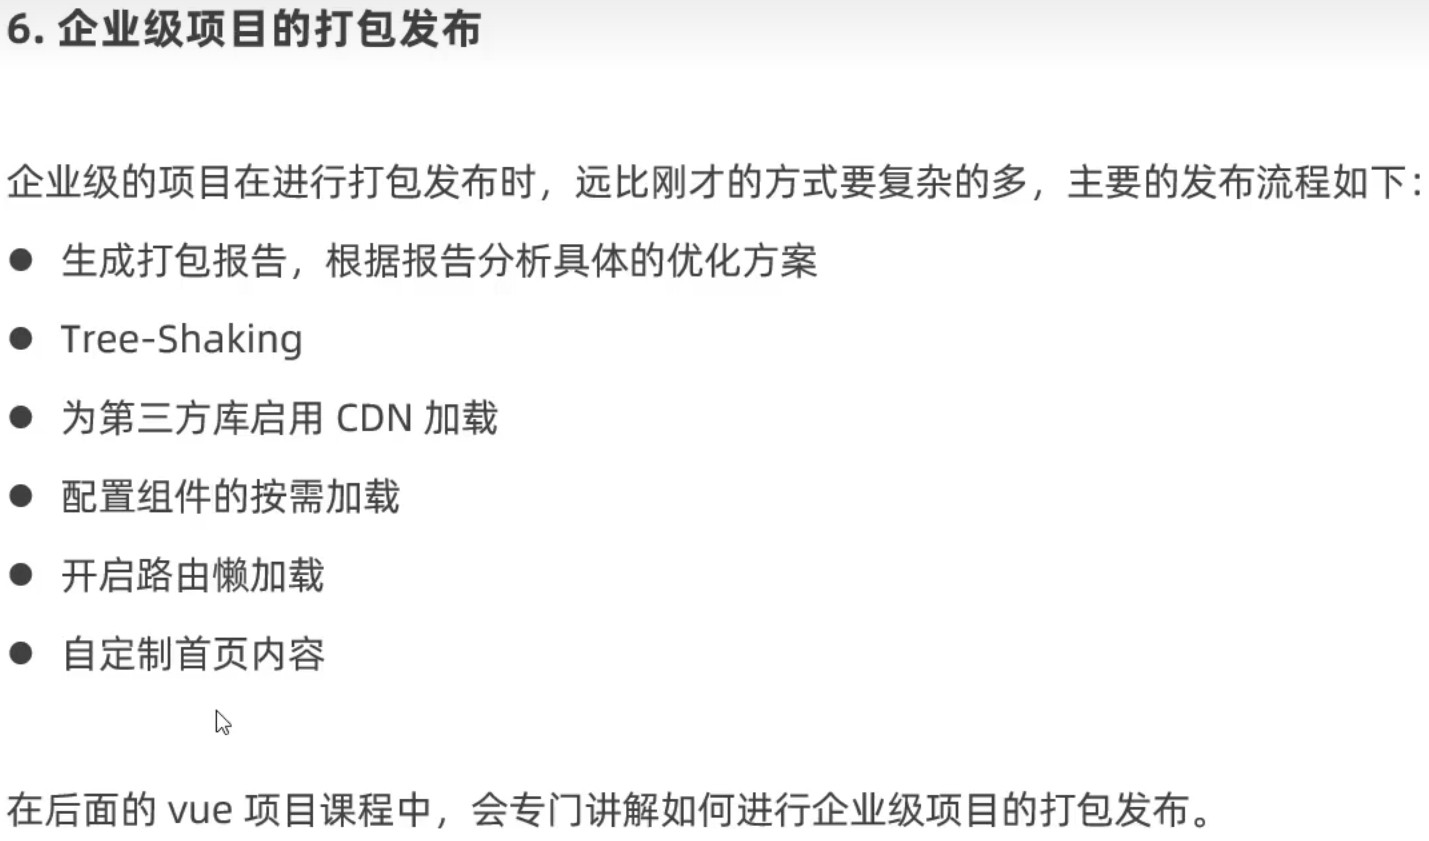 6. 企业级项目的打包发布
企业级的项目在进行打包发布时，远比刚才的方式要复杂的多，主要的发布流程如下：
● 生成打包报告，根据报告分析具体的优化方案
● Tree-Shaking
● 为第三方库启用 CDN 加载
● 配置组件的按需加载
● 开启路由懒加载
● 自定制首页内容
在后面的 vue 项目课程中，会专门讲解如何进行企业级项目的打包发布。